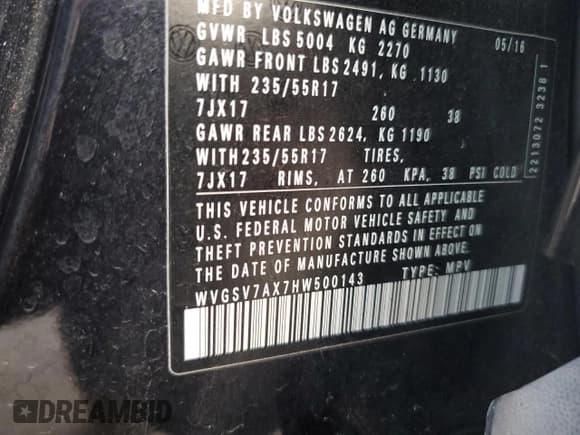 MFD BY VOLKSWAGEN AG GERMANY
GVWR LBS 5004 KG 2270 05/16
GAWR FRONT LBS 2491, KG 1130
WITH 235/55R17
7JX17 260 38
GAWR REAR LBS 2624, KG 1190
WITH 235/55R17 TIRES,
7JX17 RIMS, AT 260 KPA, 38 PSI COLD
THIS VEHICLE CONFORMS TO ALL APPLICABLE
U.S. FEDERAL MOTOR VEHICLE SAFETY AND
THEFT PREVENTION STANDARDS IN EFFECT ON
THE DATE OF MANUFACTURE SHOWN ABOVE.
WVGSV7AX7HW500143 TYPE: MPV
2213072 3238 1
DREAMBID